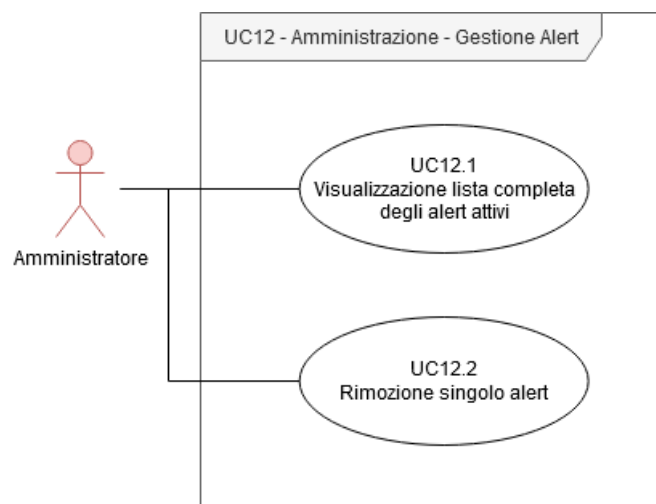 UC12 - Amministrazione - Gestione Alert
UC12.1
Visualizzazione lista completa
degli alert attivi
Amministratore
UC12.2
Rimozione singolo alert